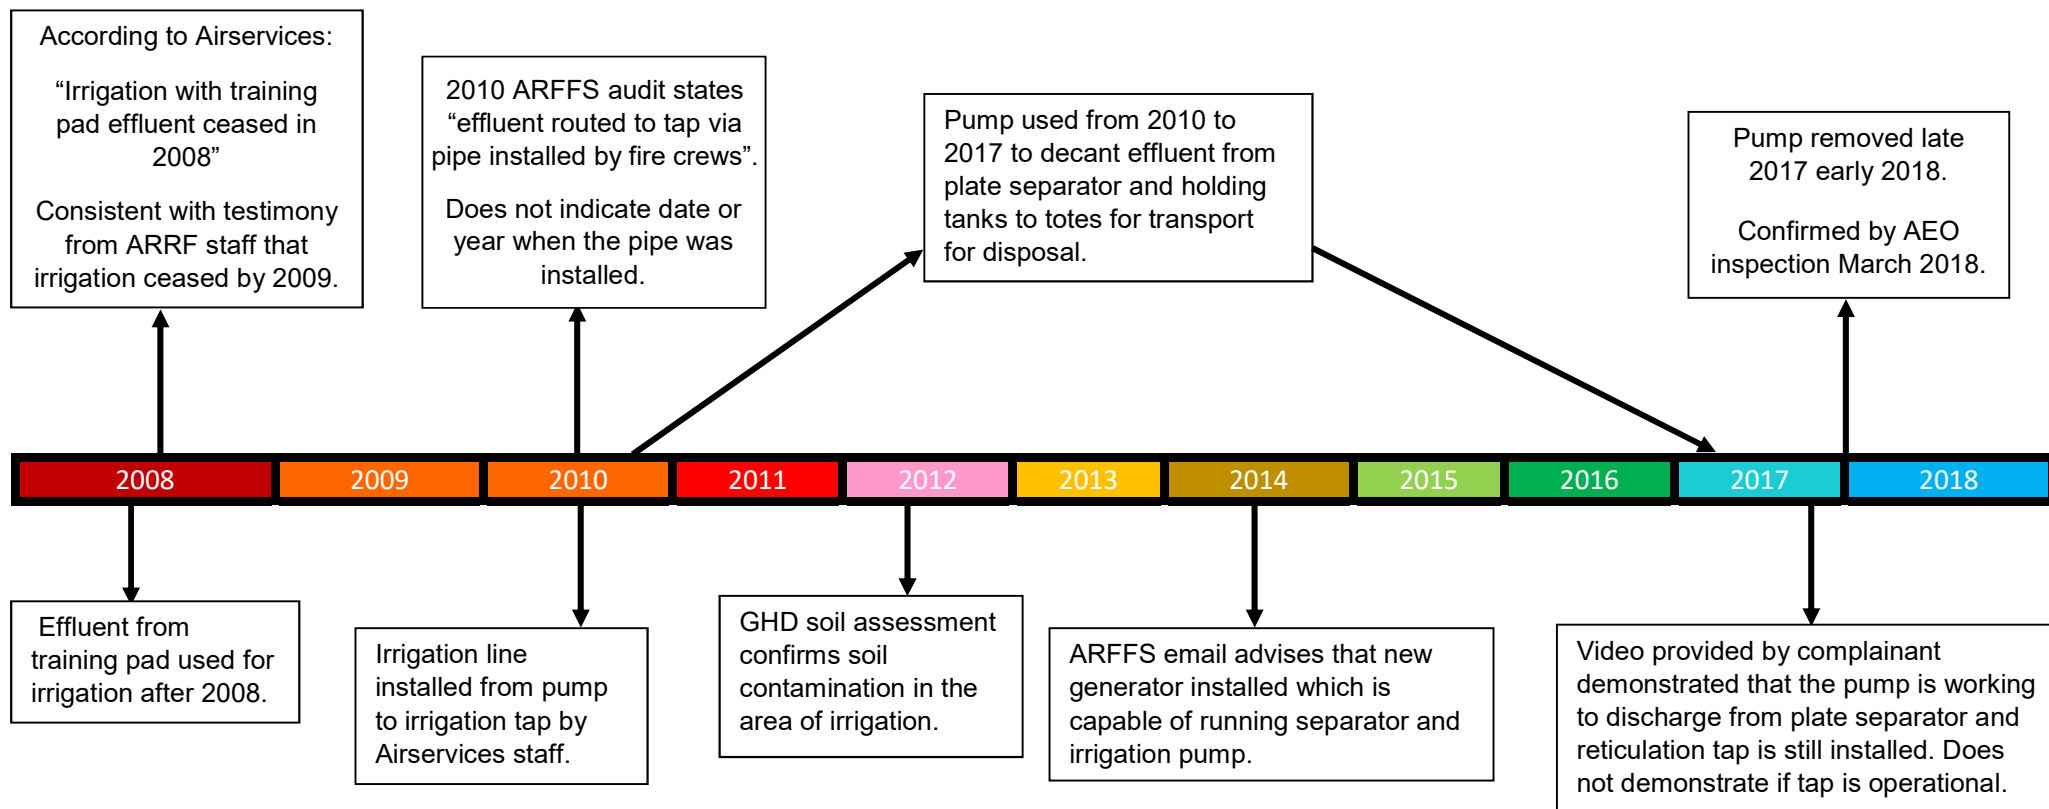 According to Airservices:
“Irrigation with training
pad effluent ceased in
2008”
Consistent with testimony
from ARRF staff that
irrigation ceased by 2009.
2010 ARFFS audit states
“effluent routed to tap via
pipe installed by fire crews”.
Does not indicate date or
year when the pipe was
installed.
Pump used from 2010 to
2017 to decant effluent from
plate separator and holding
tanks to totes for transport
for disposal.
Pump removed late
2017 early 2018.
Confirmed by AEO
inspection March 2018.
2008
2009
2010
2011
2012
2013
2014
2015
2016
2017
2018
Effluent from
training pad used for
irrigation after 2008.
Irrigation line
installed from pump
to irrigation tap by
Airservices staff.
GHD soil assessment
confirms soil
contamination in the
area of irrigation.
ARFFS email advises that new
generator installed which is
capable of running separator and
irrigation pump.
Video provided by complainant
demonstrated that the pump is working
to discharge from plate separator and
reticulation tap is still installed. Does
not demonstrate if tap is operational.